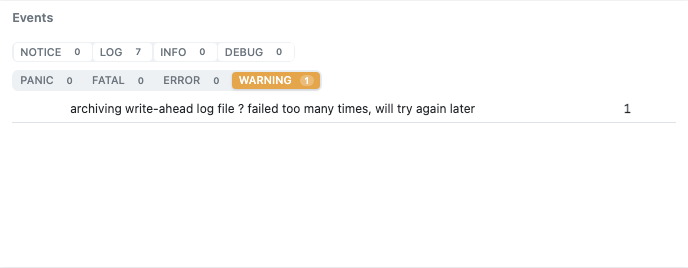 Events
NOTICE 0 LOG 7 INFO 0 DEBUG 0
PANIC 0 FATAL 0 ERROR 0 WARNING 1
archiving write-ahead log file ? failed too many times, will try again later 1